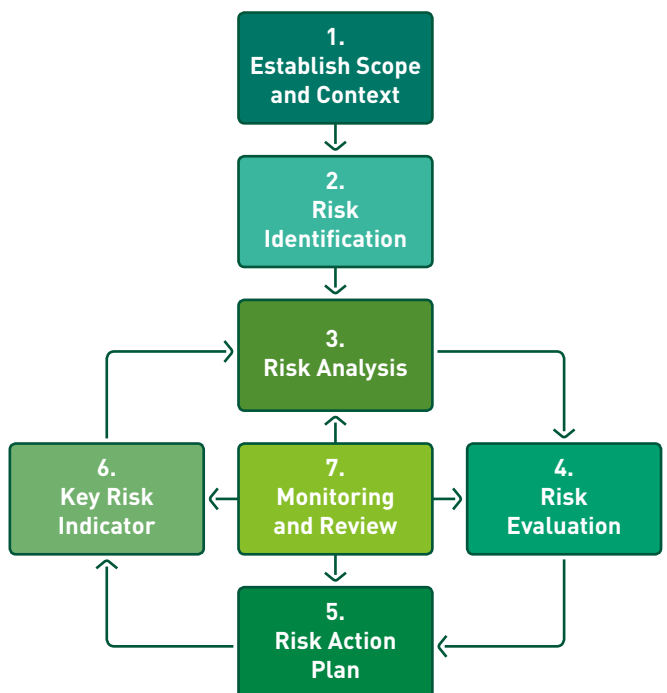 1.
Establish Scope
and Context
2.
Risk
Identification
3.
Risk Analysis
6.
Key Risk
Indicator
7.
Monitoring
and Review
4.
Risk
Evaluation
5.
Risk Action
Plan